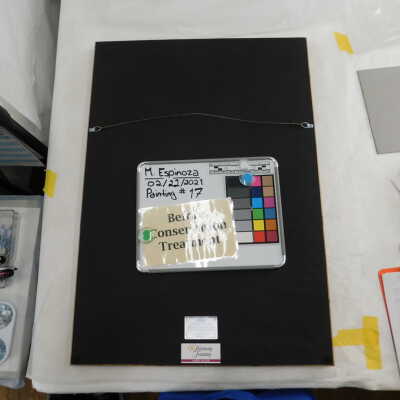 M. Espinoza
02/22/2021
Painting # 17
Before
Conservation
Treatment